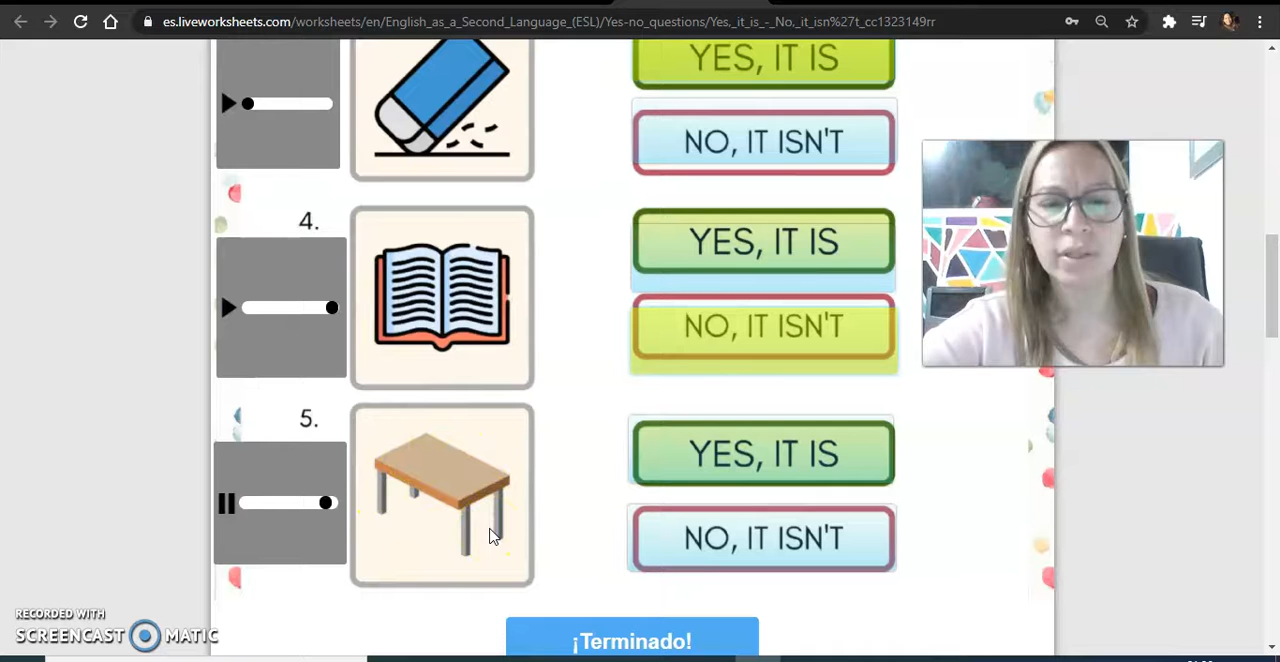 es.liveworksheets.com/worksheets/en/English_as_a_Second_Language_(ESL)/Yes-no_questions/Yes,_it_is_-_No,_it_isn%27t_cc1323149rr
YES, IT IS
NO, IT ISN'T
4.
YES, IT IS
NO, IT ISN'T
5.
YES, IT IS
NO, IT ISN'T
RECORDED WITH
SCREENCAST MATIC
¡Terminado!